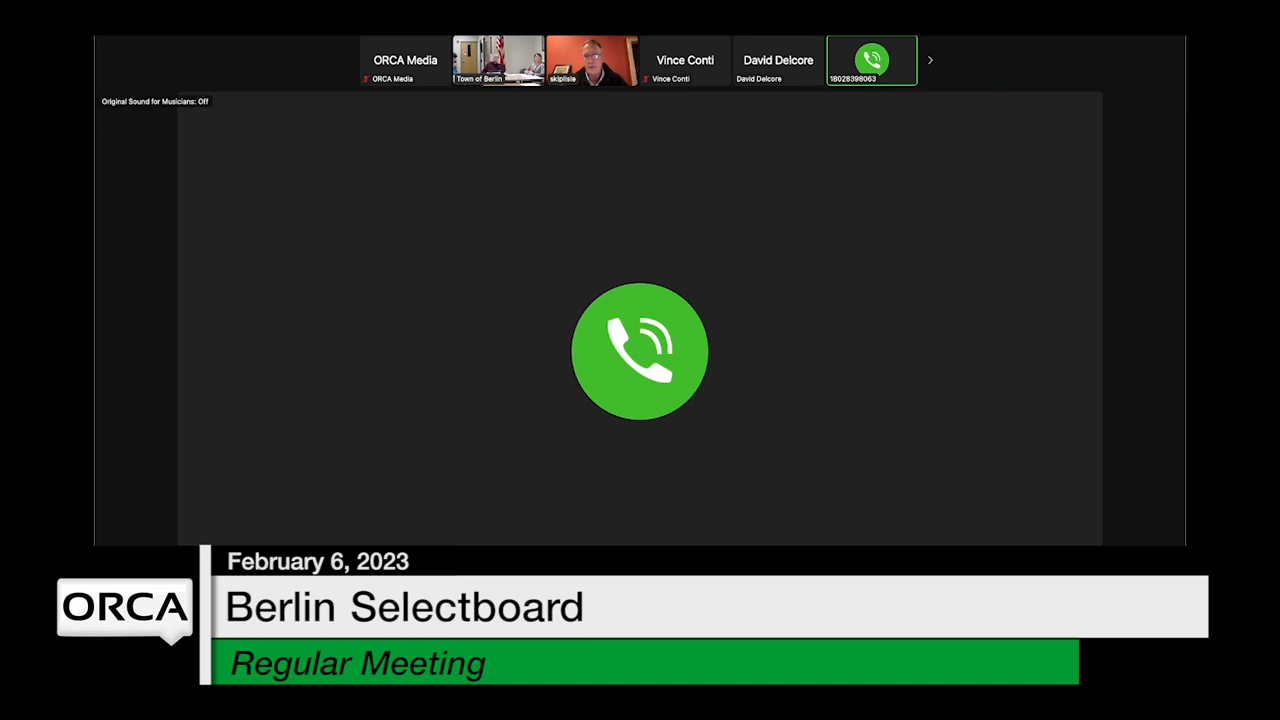 ORCA Media
Vince Conti
David Delcore
ORCA Media
Town of Berlin
skiplisle
Vince Conti
David Delcore
18028398063
Original Sound for Musicians: Off
February 6, 2023
ORCA
Berlin Selectboard
Regular Meeting